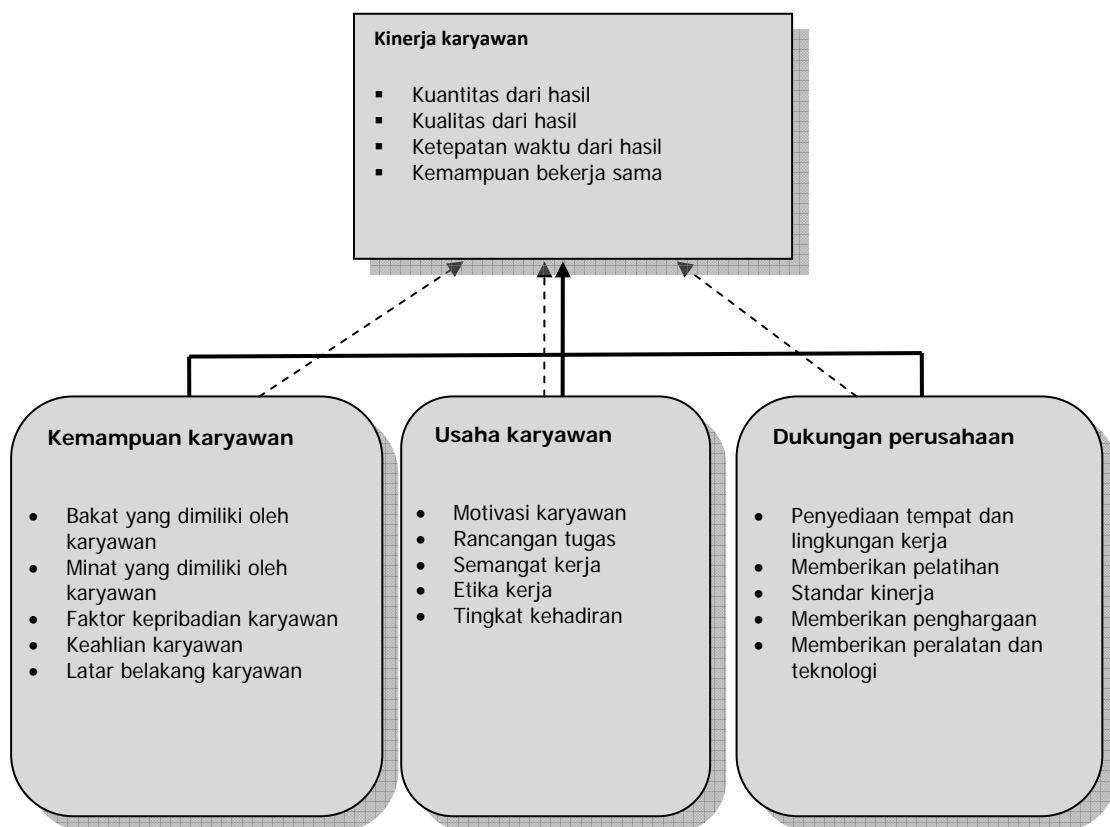 Kinerja karyawan
▪ Kuantitas dari hasil
▪ Kualitas dari hasil
▪ Ketepatan waktu dari hasil
▪ Kemampuan bekerja sama
Kemampuan karyawan
• Bakat yang dimiliki oleh
karyawan
• Minat yang dimiliki oleh
karyawan
• Faktor kepribadian karyawan
• Keahlian karyawan
• Latar belakang karyawan
Usaha karyawan
• Motivasi karyawan
• Rancangan tugas
• Semangat kerja
• Etika kerja
• Tingkat kehadiran
Dukungan perusahaan
• Penyediaan tempat dan
lingkungan kerja
• Memberikan pelatihan
• Standar kinerja
• Memberikan penghargaan
• Memberikan peralatan dan
teknologi